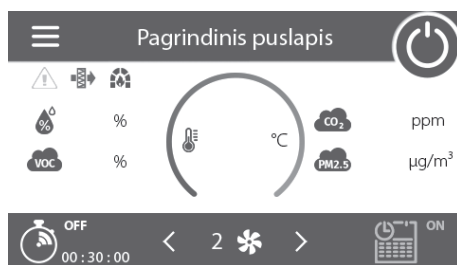 Pagrindinis puslapis
% % CO₂ ppm
°C
VOC % PM2.5 µg/m³
OFF
00 : 30 : 00
2
ON